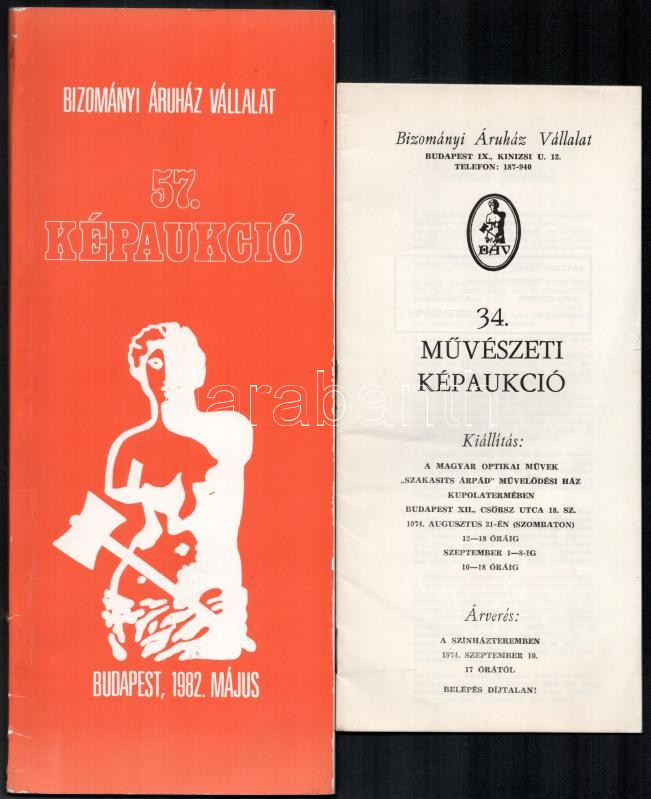 BIZOMÁNYI ÁRUHÁZ VÁLLALAT
57.
KÉPAUKCIÓ
BUDAPEST, 1982. MÁJUS
Bizományi Áruház Vállalat
BUDAPEST IX., KINIZSI U. 12.
TELEFON: 187-940
BÁV
34.
MŰVÉSZETI
KÉPAUKCIÓ
Kiállítás:
A MAGYAR OPTIKAI MŰVEK
„SZAKASITS ÁRPÁD” MŰVELŐDÉSI HÁZ
KUPOLATERMÉBEN
BUDAPEST XII., CSÖRSZ UTCA 18. SZ.
1974. AUGUSZTUS 31-ÉN (SZOMBATON)
12—18 ÓRÁIG
SZEPTEMBER 1—8-IG
10—18 ÓRÁIG
Árverés:
A SZÍNHÁZTEREMBEN
1974. SZEPTEMBER 10.
17 ÓRÁTÓL
BELÉPÉS DÍJTALAN!
darabanth